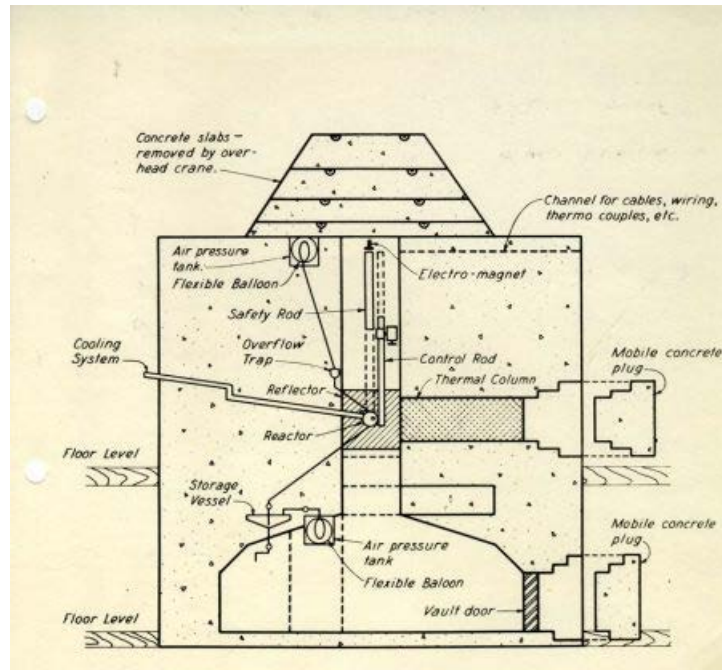 Concrete slabs -
removed by over-
head crane.
Channel for cables, wiring,
thermo couples, etc.
Air pressure
tank.
Flexible Balloon
Electro-magnet
Safety Rod
Cooling
System
Overflow
Trap
Control Rod
Mobile concrete
plug
Reflector
Thermal Column
Reactor
Floor Level
Storage
Vessel
Mobile concrete
plug
Air pressure
tank
Flexible Baloon
Vault door
Floor Level